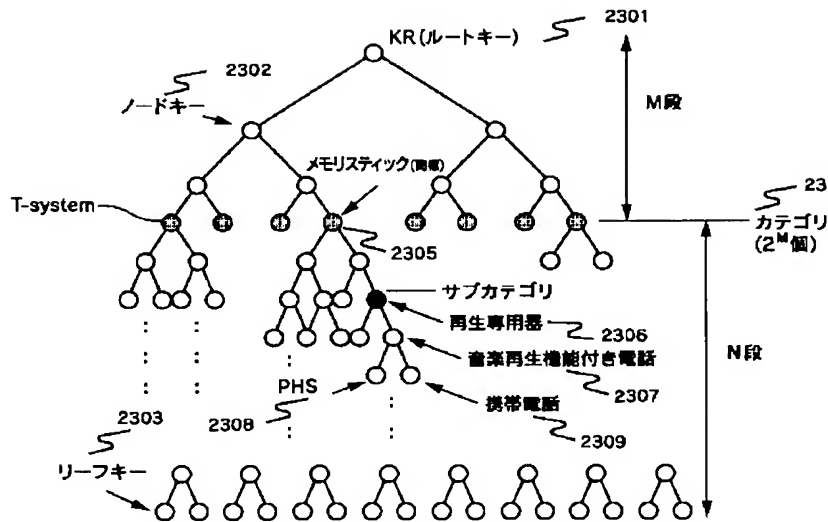 2301
KR(ルートキー)
2302
ノードキー
M段
メモリスティック(商標)
T-system
23
カテゴリ
(2^M個)
2305
サブカテゴリ
再生専用器
2306
音楽再生機能付き電話
N段
PHS
2307
携帯電話
2308
2309
2303
リーフキー